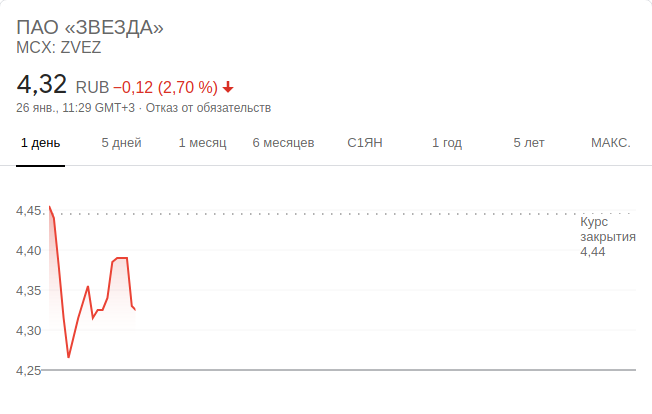 ПАО «ЗВЕЗДА»
MCX: ZVEZ
4,32 RUB −0,12 (2,70 %)
26 янв., 11:29 GMT+3 · Отказ от обязательств
1 день 5 дней 1 месяц 6 месяцев С1ЯН 1 год 5 лет МАКС.
4,45
Курс
закрытия
4,40
4,44
4,35
4,30
4,25